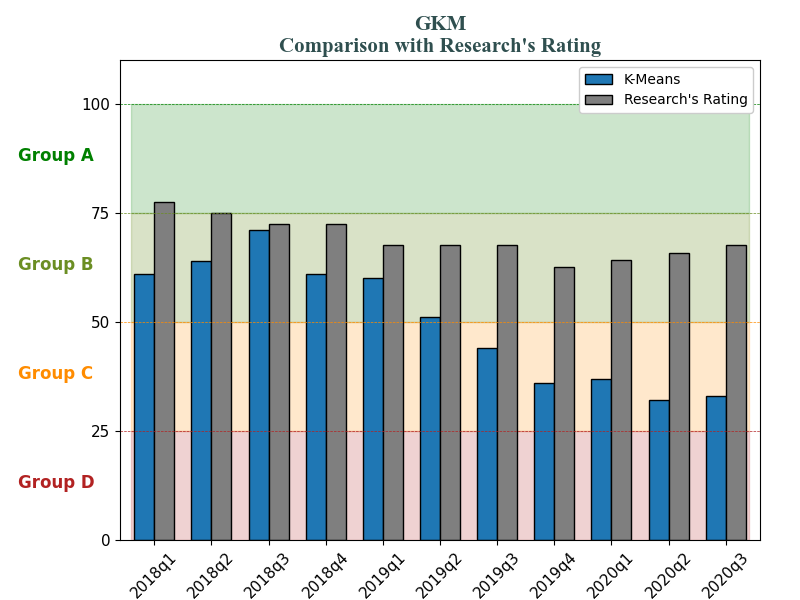 GKM
Comparison with Research's Rating
K-Means
Research's Rating
100
Group A
75
Group B
50
Group C
25
Group D
0
2018q1
2018q2
2018q3
2018q4
2019q1
2019q2
2019q3
2019q4
2020q1
2020q2
2020q3